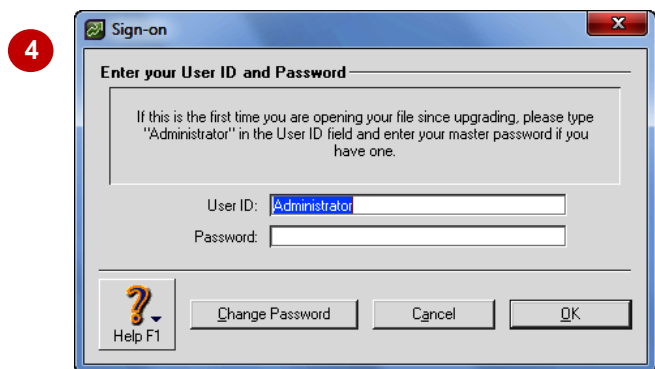 4
Sign-on
Enter your User ID and Password
If this is the first time you are opening your file since upgrading, please type
"Administrator" in the User ID field and enter your master password if you
have one.
User ID: Administrator
Password:
Help F1
Change Password
Cancel
OK